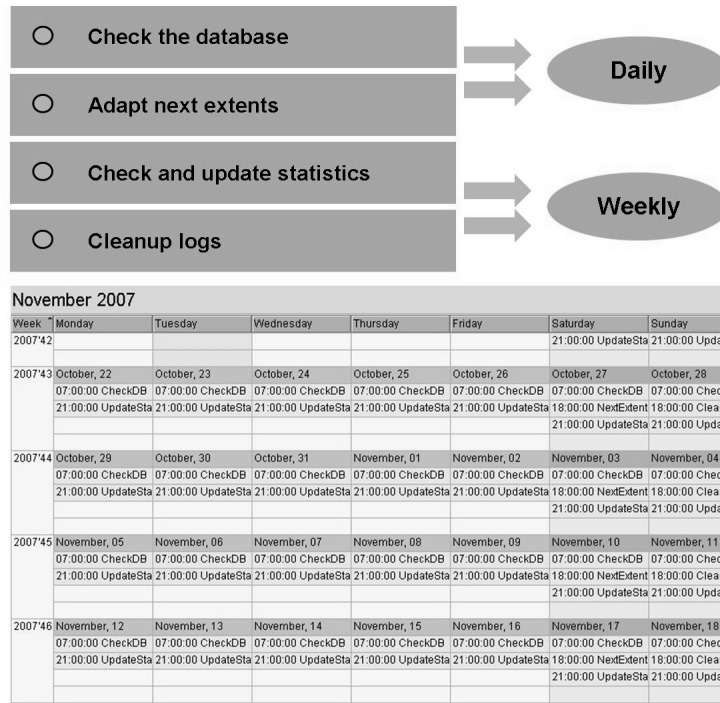 Check the database
Adapt next extents
Daily
Check and update statistics
Cleanup logs
Weekly
November 2007
Week Monday Tuesday Wednesday Thursday Friday Saturday Sunday
2007'42 21:00:00 UpdateSta 21:00:00 Upda
2007'43 October, 22 October, 23 October, 24 October, 25 October, 26 October, 27 October, 28
07:00:00 CheckDB 07:00:00 CheckDB 07:00:00 CheckDB 07:00:00 CheckDB 07:00:00 CheckDB 07:00:00 CheckDB 07:00:00 Chec
21:00:00 UpdateSta 21:00:00 UpdateSta 21:00:00 UpdateSta 21:00:00 UpdateSta 21:00:00 UpdateSta 18:00:00 NextExtent 18:00:00 Clea
21:00:00 UpdateSta 21:00:00 Upda
2007'44 October, 29 October, 30 October, 31 November, 01 November, 02 November, 03 November, 04
07:00:00 CheckDB 07:00:00 CheckDB 07:00:00 CheckDB 07:00:00 CheckDB 07:00:00 CheckDB 07:00:00 CheckDB 07:00:00 Chec
21:00:00 UpdateSta 21:00:00 UpdateSta 21:00:00 UpdateSta 21:00:00 UpdateSta 21:00:00 UpdateSta 18:00:00 NextExtent 18:00:00 Clea
21:00:00 UpdateSta 21:00:00 Upda
2007'45 November, 05 November, 06 November, 07 November, 08 November, 09 November, 10 November, 11
07:00:00 CheckDB 07:00:00 CheckDB 07:00:00 CheckDB 07:00:00 CheckDB 07:00:00 CheckDB 07:00:00 CheckDB 07:00:00 Chec
21:00:00 UpdateSta 21:00:00 UpdateSta 21:00:00 UpdateSta 21:00:00 UpdateSta 21:00:00 UpdateSta 18:00:00 NextExtent 18:00:00 Clea
21:00:00 UpdateSta 21:00:00 Upda
2007'46 November, 12 November, 13 November, 14 November, 15 November, 16 November, 17 November, 18
07:00:00 CheckDB 07:00:00 CheckDB 07:00:00 CheckDB 07:00:00 CheckDB 07:00:00 CheckDB 07:00:00 CheckDB 07:00:00 Chec
21:00:00 UpdateSta 21:00:00 UpdateSta 21:00:00 UpdateSta 21:00:00 UpdateSta 21:00:00 UpdateSta 18:00:00 NextExtent 18:00:00 Clea
21:00:00 UpdateSta 21:00:00 Upda